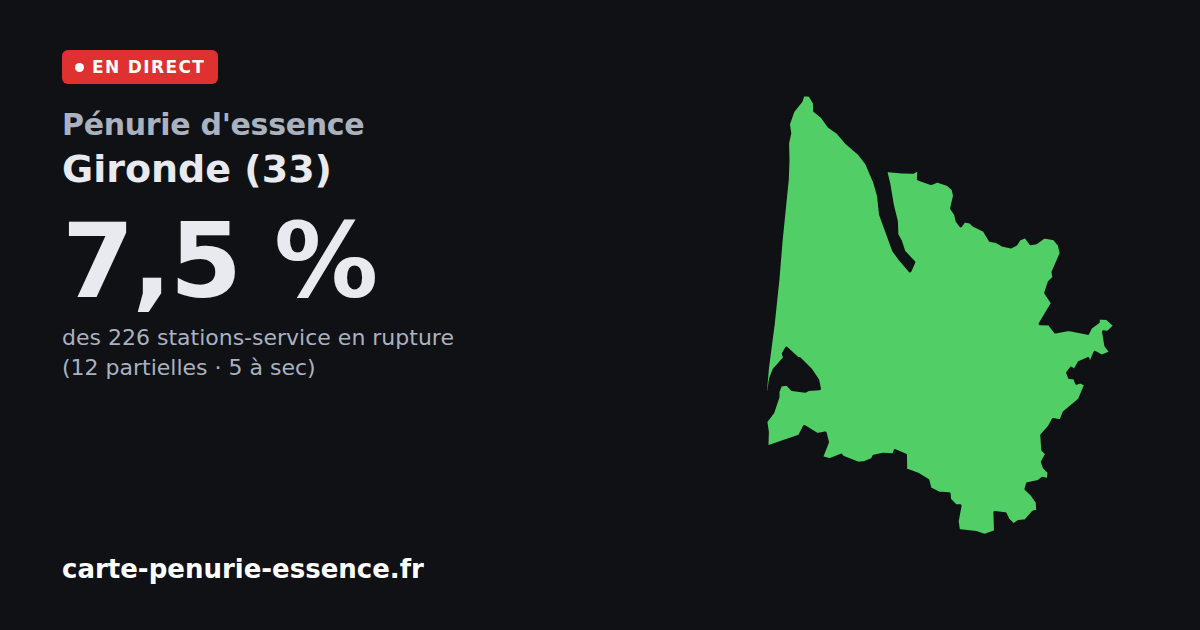 EN DIRECT
Pénurie d'essence
Gironde (33)
7,5 %
des 226 stations-service en rupture
(12 partielles · 5 à sec)
carte-penurie-essence.fr